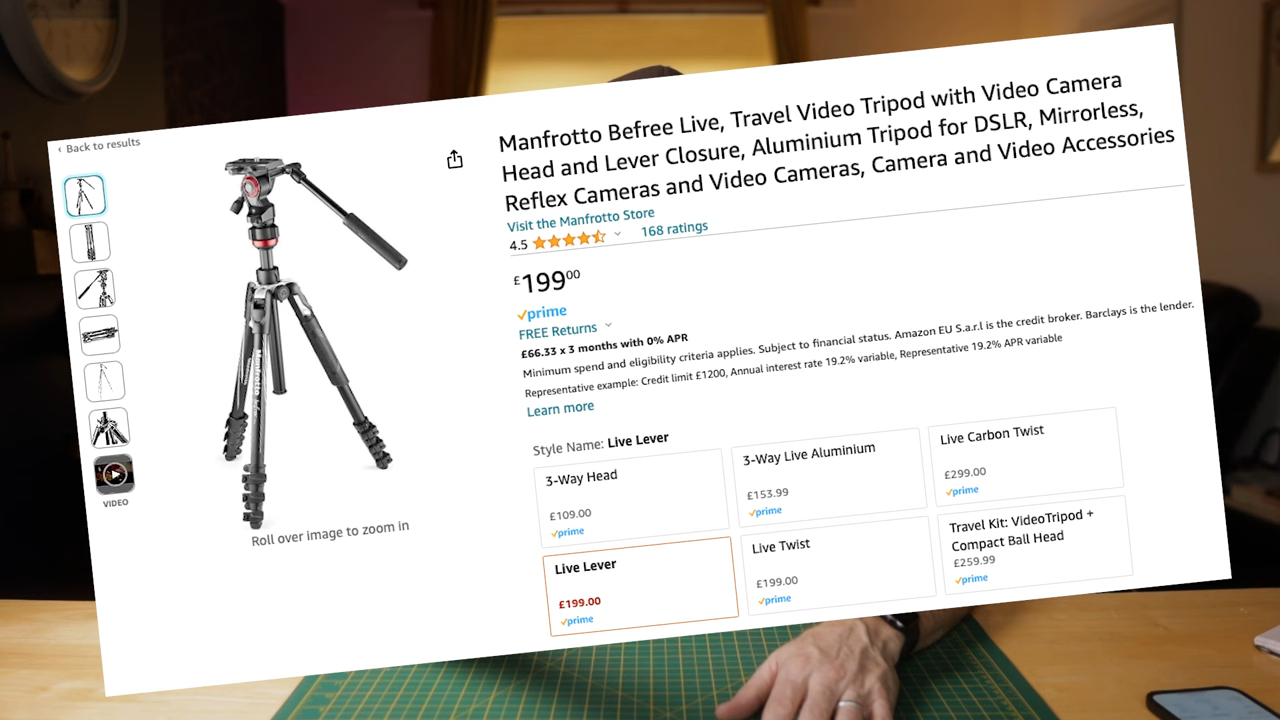 ‹ Back to results
VIDEO
Roll over image to zoom in
Manfrotto
Manfrotto Befree Live, Travel Video Tripod with Video Camera
Head and Lever Closure, Aluminium Tripod for DSLR, Mirrorless,
Reflex Cameras and Video Cameras, Camera and Video Accessories
Visit the Manfrotto Store
4.5 168 ratings
£19900
prime
FREE Returns
£66.33 x 3 months with 0% APR
Minimum spend and eligibility criteria applies. Subject to financial status. Amazon EU S.a.r.l is the credit broker. Barclays is the lender.
Representative example: Credit limit £1200, Annual interest rate 19.2% variable, Representative 19.2% APR variable
Learn more
Style Name: Live Lever
3-Way Head
£109.00
prime
3-Way Live Aluminium
£153.99
prime
Live Carbon Twist
£299.00
prime
Live Lever
£199.00
prime
Live Twist
£199.00
prime
Travel Kit: VideoTripod +
Compact Ball Head
£259.99
prime